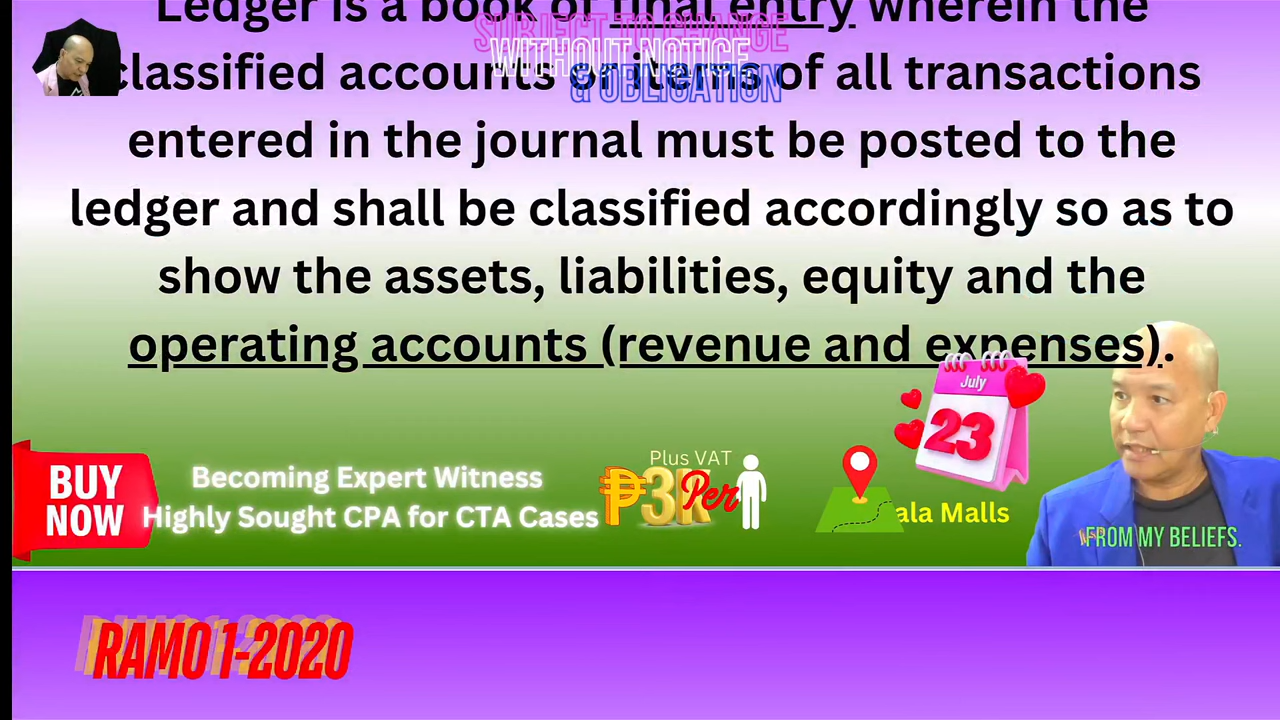 Ledger is a book of final entry wherein the
SUBJECT TO CHANGE
WITHOUT NOTICE
& OBLIGATION
classified accounts or items of all transactions
entered in the journal must be posted to the
ledger and shall be classified accordingly so as to
show the assets, liabilities, equity and the
operating accounts (revenue and expenses).
July
23
BUY
NOW
Becoming Expert Witness
Highly Sought CPA for CTA Cases
Plus VAT
₱3K Per
ala Malls
FROM MY BELIEFS.
RAMO 1-2020